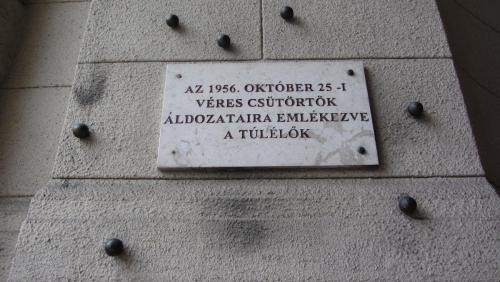 AZ 1956. OKTÓBER 25 -I
VÉRES CSÜTÖRTÖK
ÁLDOZATAIRA EMLÉKEZVE
A TÚLÉLŐK